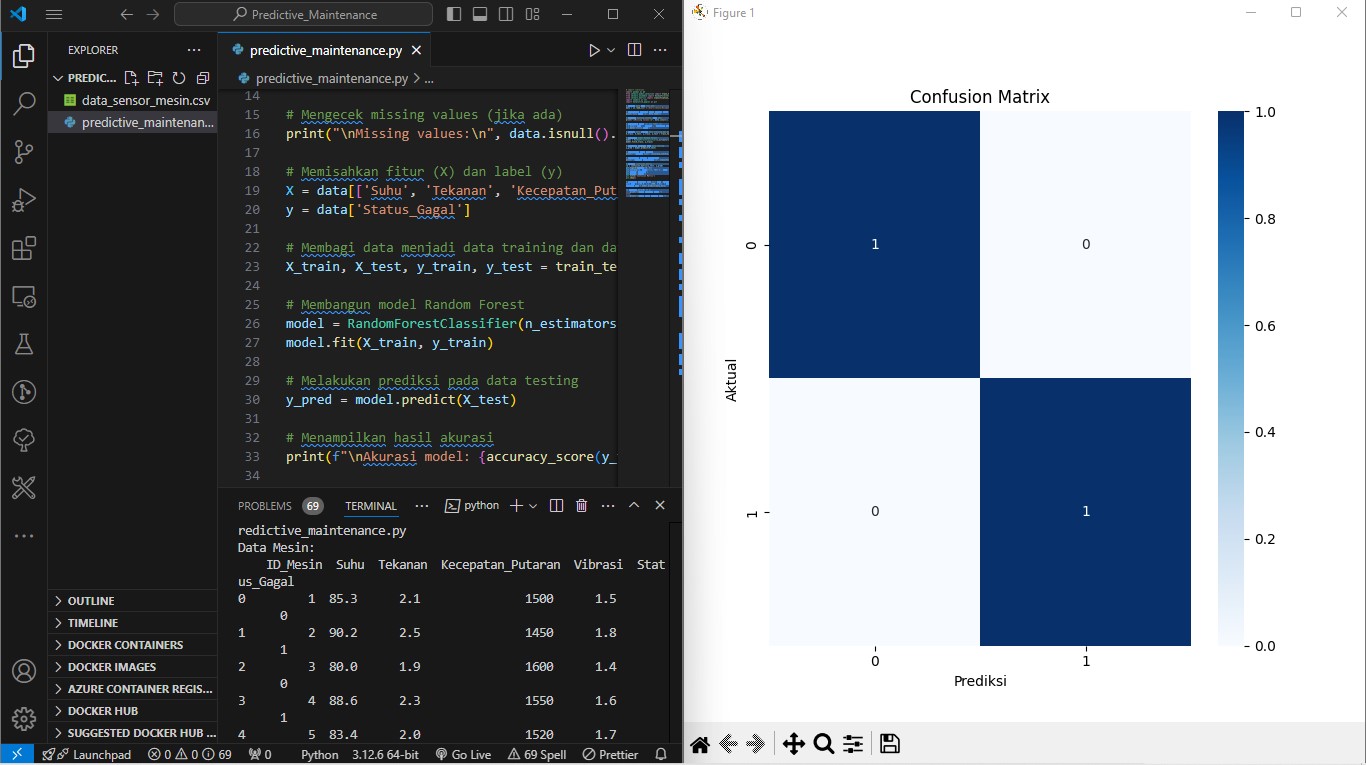 Predictive_Maintenance
EXPLORER
PREDIC...
data_sensor_mesin.csv
predictive_maintenan...
OUTLINE
TIMELINE
DOCKER CONTAINERS
DOCKER IMAGES
AZURE CONTAINER REGIS...
DOCKER HUB
SUGGESTED DOCKER HUB ...
predictive_maintenance.py
predictive_maintenance.py > ...
14
15 # Mengecek missing values (jika ada)
16 print("\nMissing values:\n", data.isnull().
17
18 # Memisahkan fitur (X) dan label (y)
19 X = data[['Suhu', 'Tekanan', 'Kecepatan_Put
20 y = data['Status_Gagal']
21
22 # Membagi data menjadi data training dan da
23 X_train, X_test, y_train, y_test = train_te
24
25 # Membangun model Random Forest
26 model = RandomForestClassifier(n_estimators
27 model.fit(X_train, y_train)
28
29 # Melakukan prediksi pada data testing
30 y_pred = model.predict(X_test)
31
32 # Menampilkan hasil akurasi
33 print(f"\nAkurasi model: {accuracy_score(y_
34
PROBLEMS 69 TERMINAL ... python
redictive_maintenance.py
Data Mesin:
ID_Mesin Suhu Tekanan Kecepatan_Putaran Vibrasi Stat
us_Gagal
0 1 85.3 2.1 1500 1.5
0
1 2 90.2 2.5 1450 1.8
1
2 3 80.0 1.9 1600 1.4
0
3 4 88.6 2.3 1550 1.6
1
4 5 83.4 2.0 1520 1.7
Launchpad 0 0 69 0 Python 3.12.6 64-bit Go Live 69 Spell Prettier
Figure 1
Confusion Matrix
1.0
0.8
0.6
0.4
0.2
0.0
Aktual
0
1
1 0
0 1
0 1
Prediksi